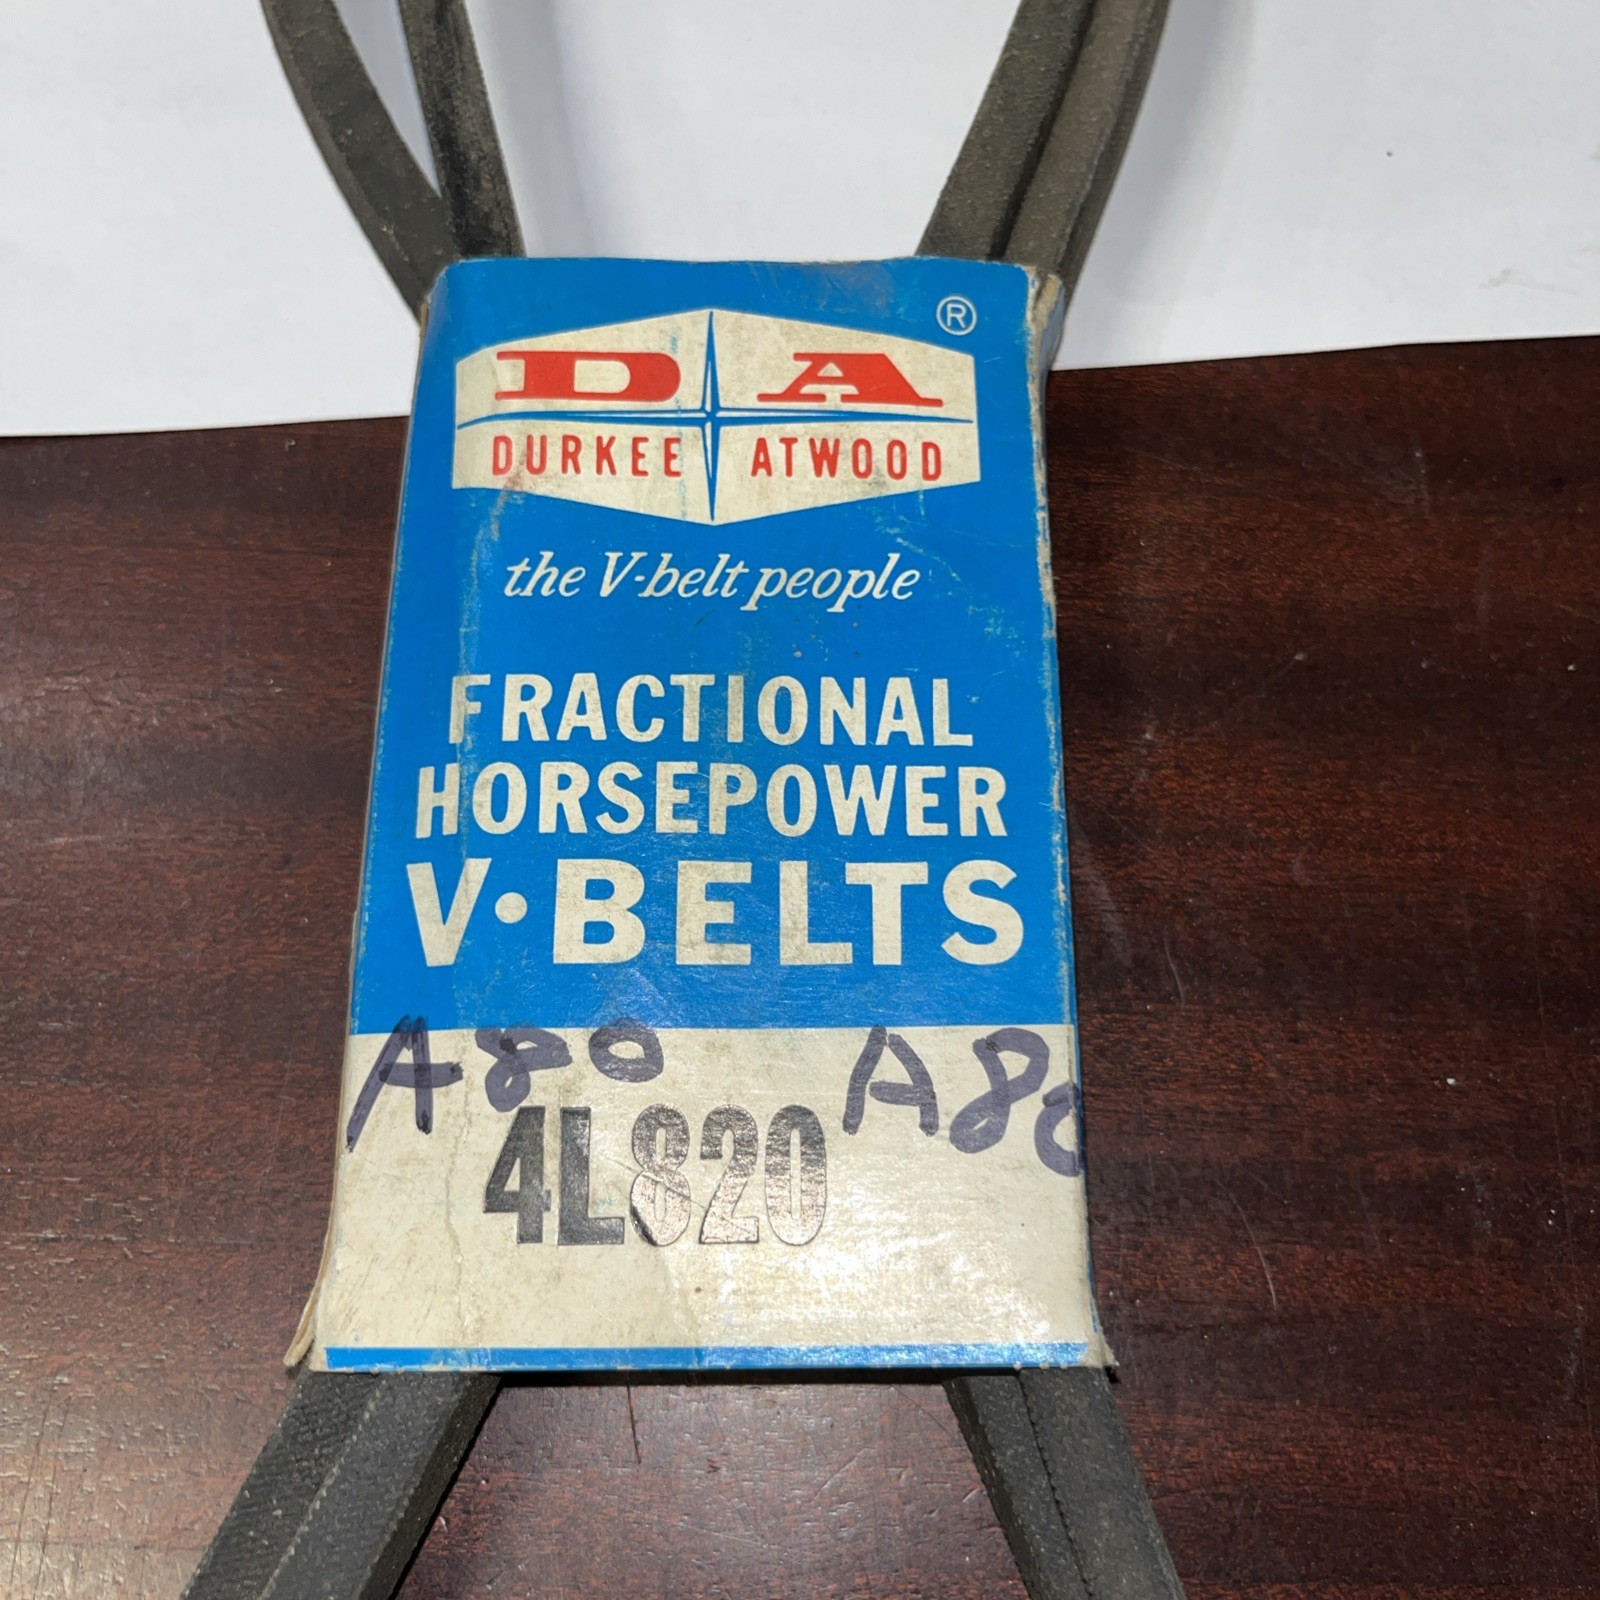 ®
D A
DURKEE ATWOOD
the V-belt people
FRACTIONAL
HORSEPOWER
V·BELTS
A80 A80
4L820